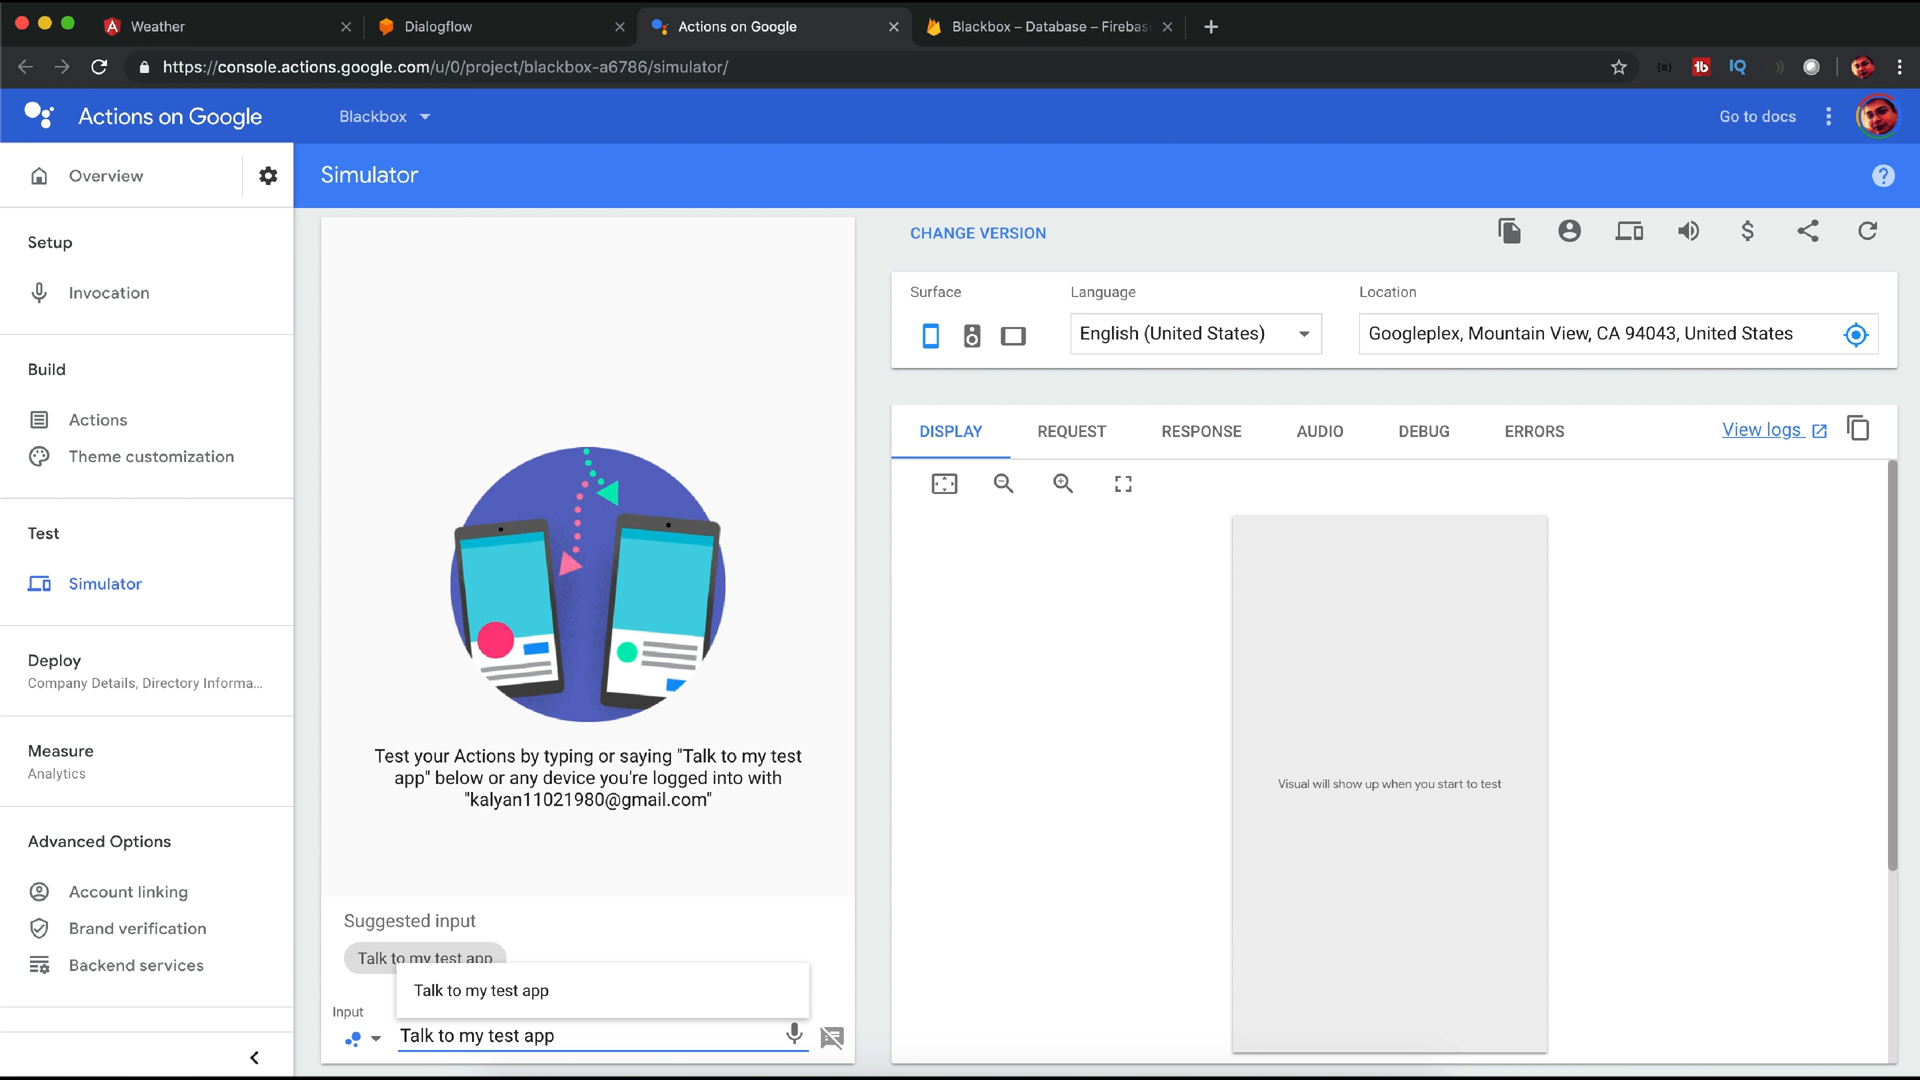 Weather
Dialogflow
Actions on Google
Blackbox – Database – Firebas
https://console.actions.google.com/u/0/project/blackbox-a6786/simulator/
Actions on Google
Blackbox
Go to docs
Overview
Simulator
Setup
Invocation
Build
Actions
Theme customization
Test
Simulator
Deploy
Company Details, Directory Informa...
Measure
Analytics
Advanced Options
Account linking
Brand verification
Backend services
Test your Actions by typing or saying "Talk to my test
app" below or any device you're logged into with
"kalyan11021980@gmail.com"
Suggested input
Talk to my test app
Talk to my test app
Input
Talk to my test app
CHANGE VERSION
Surface
Language
Location
English (United States)
Googleplex, Mountain View, CA 94043, United States
DISPLAY
REQUEST
RESPONSE
AUDIO
DEBUG
ERRORS
View logs
Visual will show up when you start to test